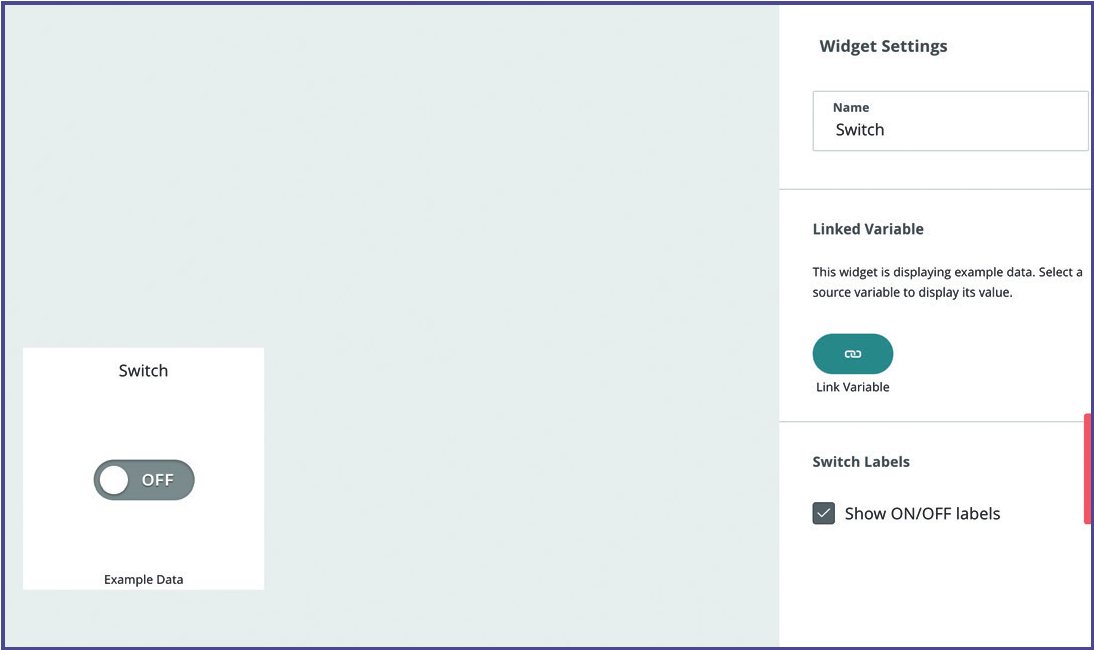 Switch
OFF
Example Data
Widget Settings
Name
Switch
Linked Variable
This widget is displaying example data. Select a
source variable to display its value.
Link Variable
Switch Labels
Show ON/OFF labels